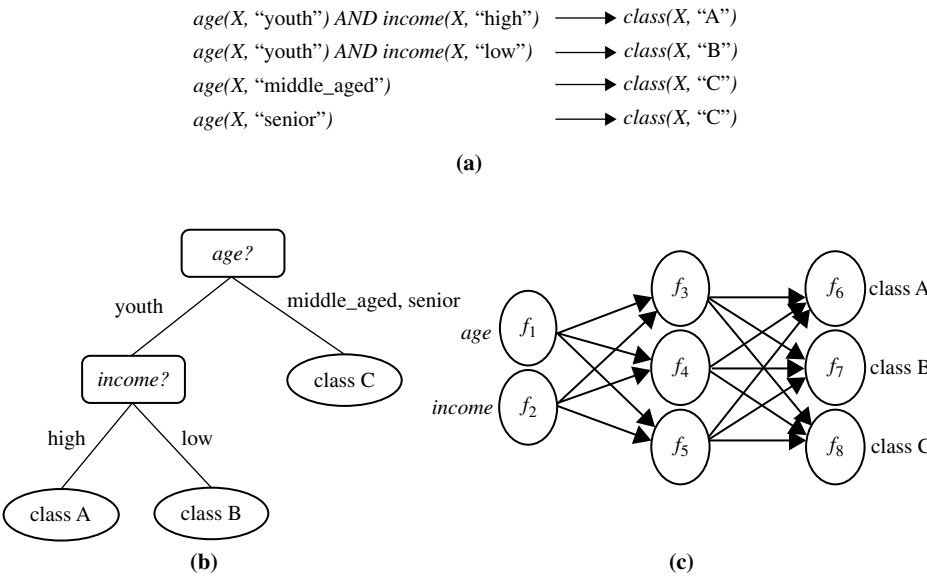 age(X, “youth”) AND income(X, “high”) class(X, “A”)
age(X, “youth”) AND income(X, “low”) class(X, “B”)
age(X, “middle_aged”) class(X, “C”)
age(X, “senior”) class(X, “C”)
(a)
age?
youth
middle_aged, senior
income?
class C
high
low
class A
class B
(b)
age
income
f1
f2
f3
f4
f5
f6
f7
f8
class A
class B
class C
(c)